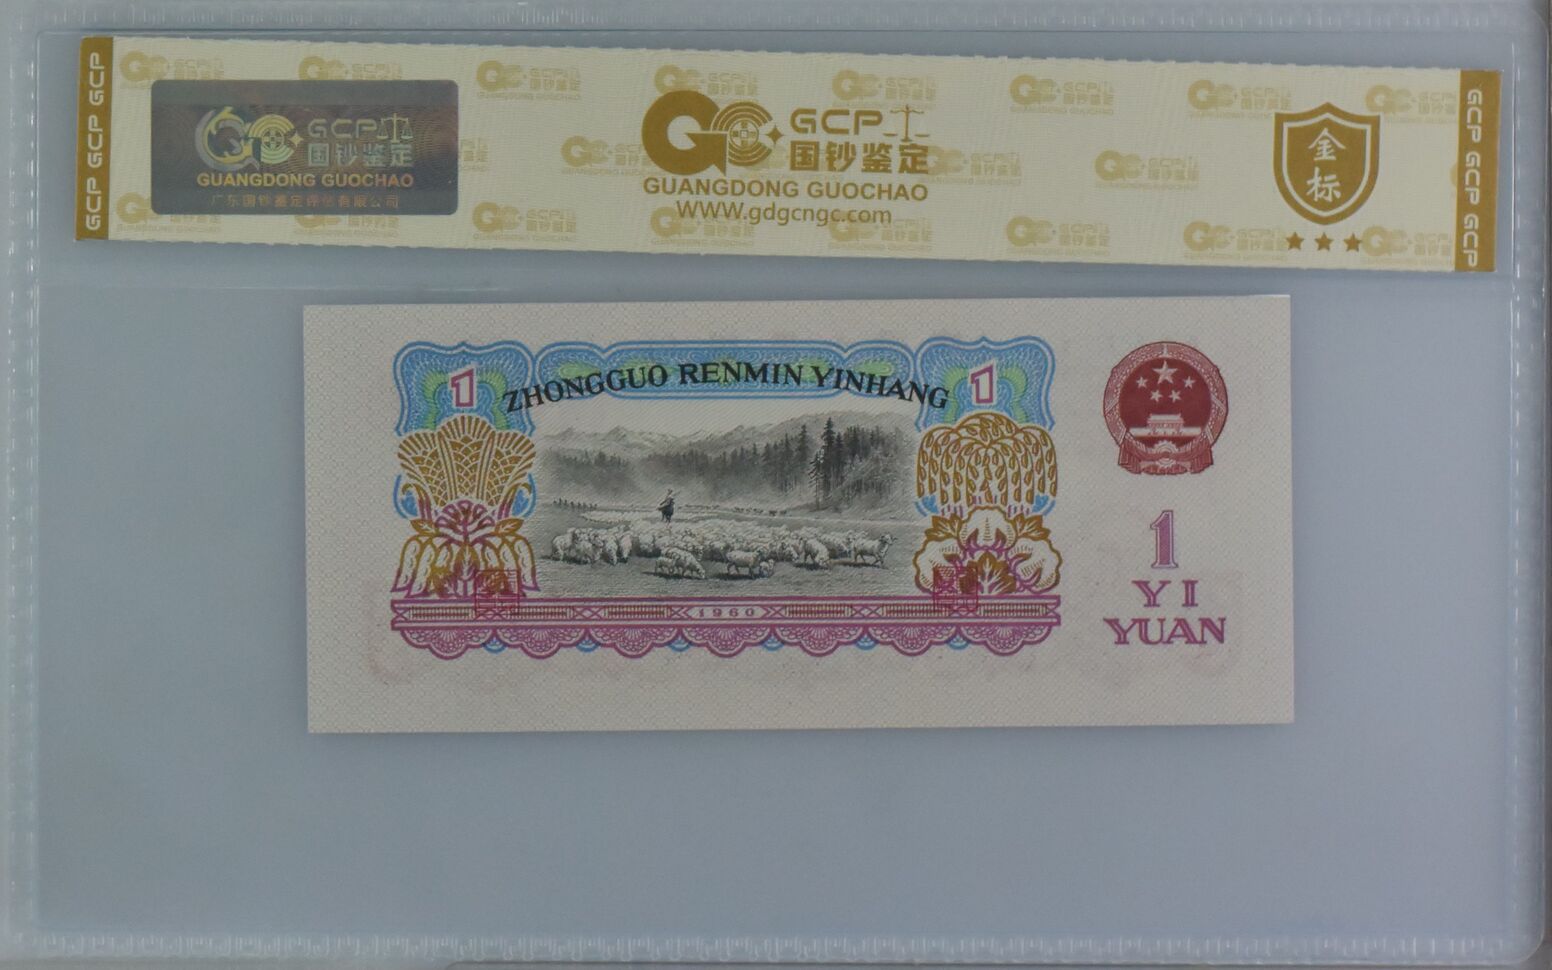 GCP GCP GCP
GCP
国钞鉴定
GUANGDONG GUOCHAO
广东国钞鉴定评估有限公司
GCP
国钞鉴定
GUANGDONG GUOCHAO
WWW.gdgcngc.com
金标
GCP GCP GCP
1
ZHONGGUO RENMIN YINHANG
1
1
YI
YUAN
1960